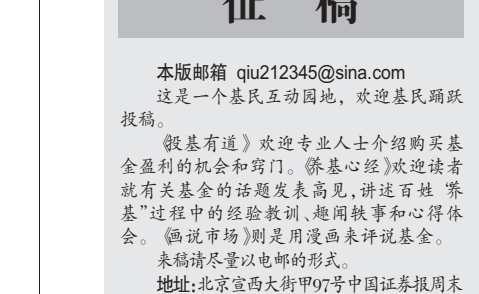 征 稿
本版邮箱 qiu212345@sina.com
这是一个基民互动园地，欢迎基民踊跃
投稿。
《投基有道》欢迎专业人士介绍购买基
金盈利的机会和窍门。《养基心经》欢迎读者
就有关基金的话题发表高见,讲述百姓“养
基”过程中的经验教训、趣闻轶事和心得体
会。《画说市场》则是用漫画来评说基金。
来稿请尽量以电邮的形式。
地址:北京宣西大街甲97号中国证券报周末